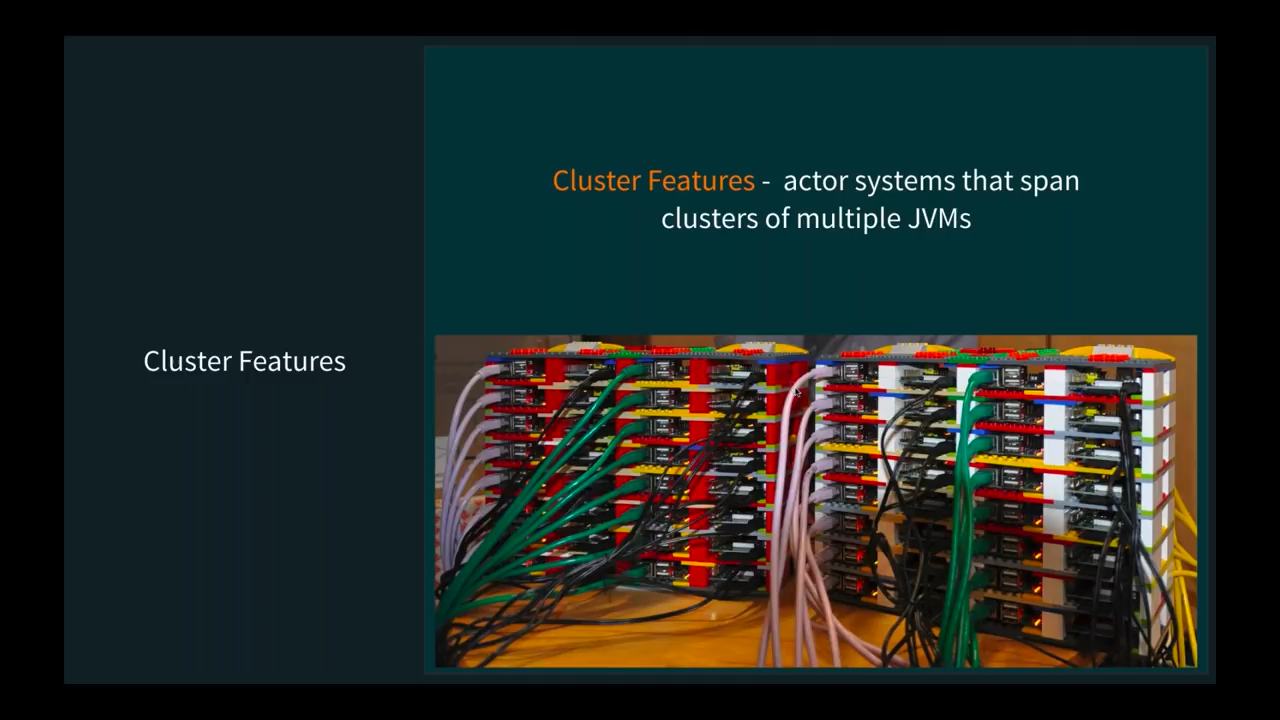 Cluster Features
Cluster Features - actor systems that span
clusters of multiple JVMs